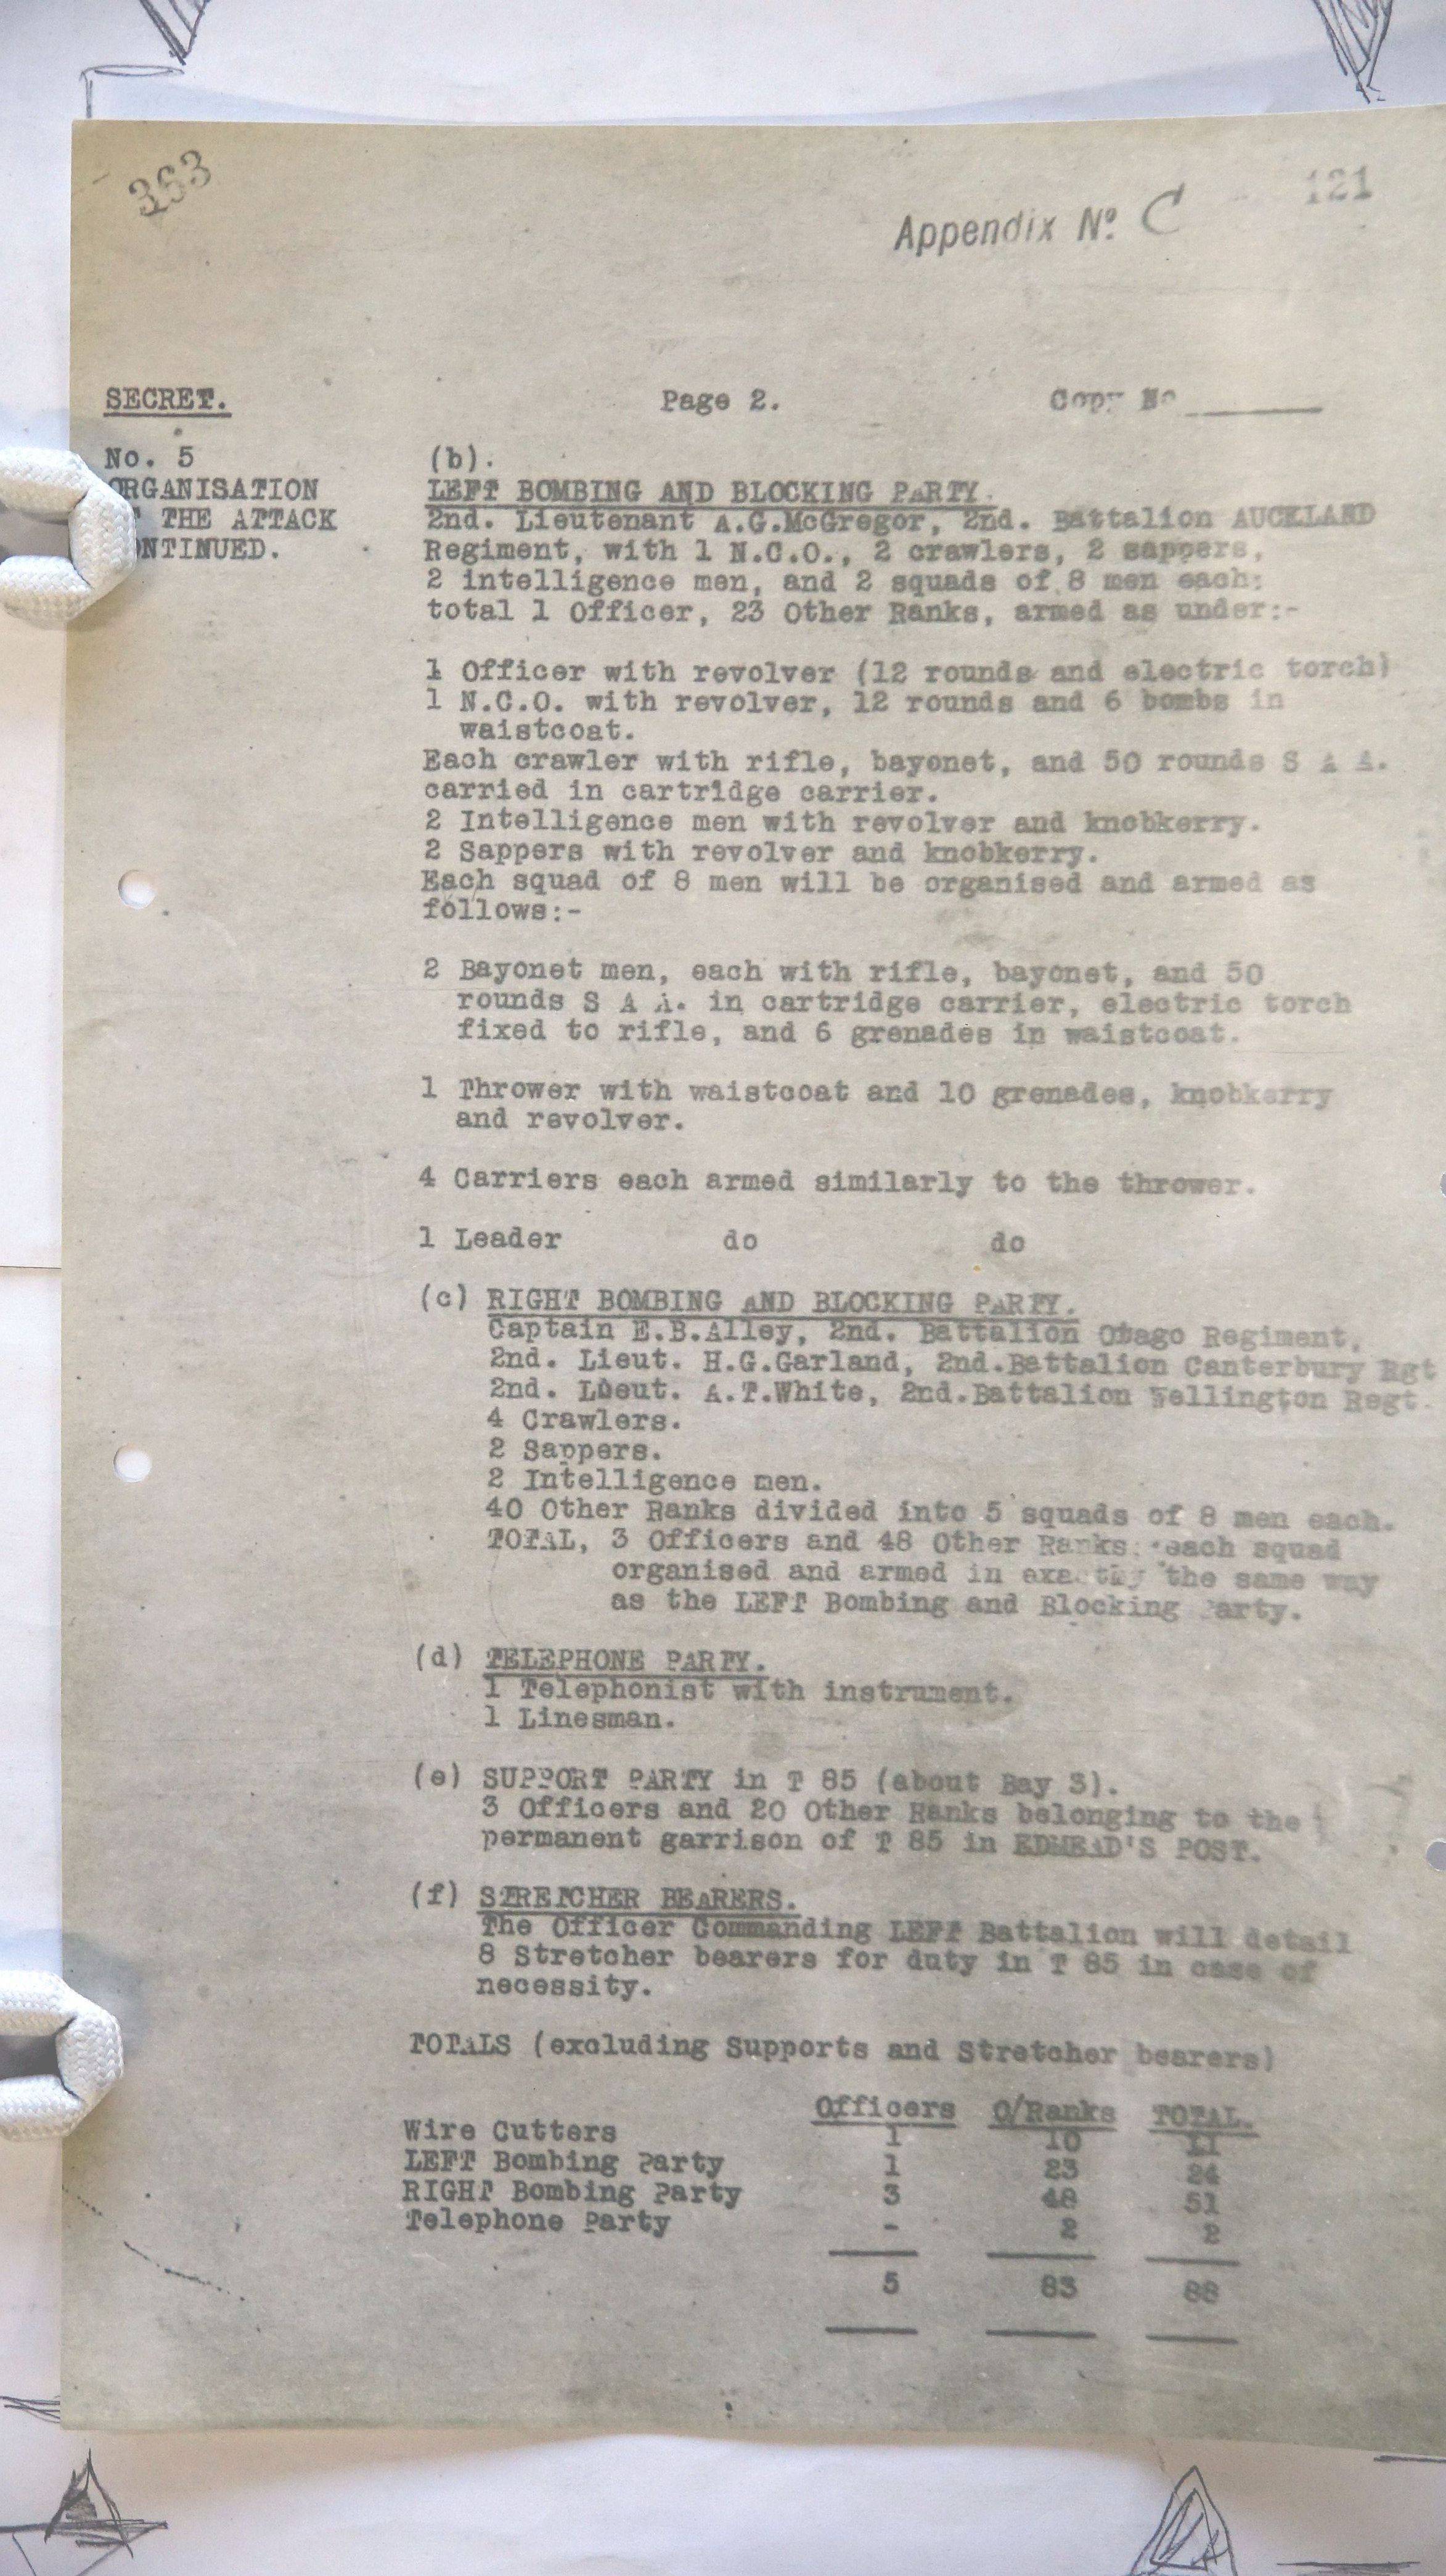 363
121
Appendix Nº C
SECRET. Page 2. Copy No
No. 5
ORGANISATION
THE ATTACK
ONTINUED.
(b).
LEFT BOMBING AND BLOCKING PARTY.
2nd. Lieutenant A.G.McGregor, 2nd. Battalion AUCKLAND
Regiment, with 1 N.C.O., 2 crawlers, 2 sappers,
2 intelligence men, and 2 squads of 8 men each:
total 1 Officer, 23 Other Ranks, armed as under:-
1 Officer with revolver (12 rounds and electric torch)
1 N.C.O. with revolver, 12 rounds and 6 bombs in
waistcoat.
Each crawler with rifle, bayonet, and 50 rounds S A A.
carried in cartridge carrier.
2 Intelligence men with revolver and knobkerry.
2 Sappers with revolver and knobkerry.
Each squad of 8 men will be organised and armed as
follows:-
2 Bayonet men, each with rifle, bayonet, and 50
rounds S A A. in cartridge carrier, electric torch
fixed to rifle, and 6 grenades in waistcoat.
1 Thrower with waistcoat and 10 grenades, knobkerry
and revolver.
4 Carriers each armed similarly to the thrower.
1 Leader do do
(c) RIGHT BOMBING AND BLOCKING PARTY.
Captain E.B.Alley, 2nd. Battalion Otago Regiment,
2nd. Lieut. H.G.Garland, 2nd.Battalion Canterbury Rgt
2nd. Lieut. A.T.White, 2nd.Battalion Wellington Regt.
4 Crawlers.
2 Sappers.
2 Intelligence men.
40 Other Ranks divided into 5 squads of 8 men each.
TOTAL, 3 Officers and 48 Other Ranks: each squad
organised and armed in exactly the same way
as the LEFT Bombing and Blocking Party.
(d) TELEPHONE PARTY.
1 Telephonist with instrument.
1 Linesman.
(e) SUPPORT PARTY in T 85 (about Bay 3).
3 Officers and 20 Other Ranks belonging to the
permanent garrison of T 85 in EDMEAD'S POST.
(f) STRETCHER BEARERS.
The Officer Commanding LEFT Battalion will detail
8 Stretcher bearers for duty in T 85 in case of
necessity.
TOTALS (excluding Supports and Stretcher bearers)
Officers O/Ranks TOTAL.
Wire Cutters 1 10 11
LEFT Bombing Party 1 23 24
RIGHT Bombing Party 3 48 51
Telephone Party - 2 2
5 83 88